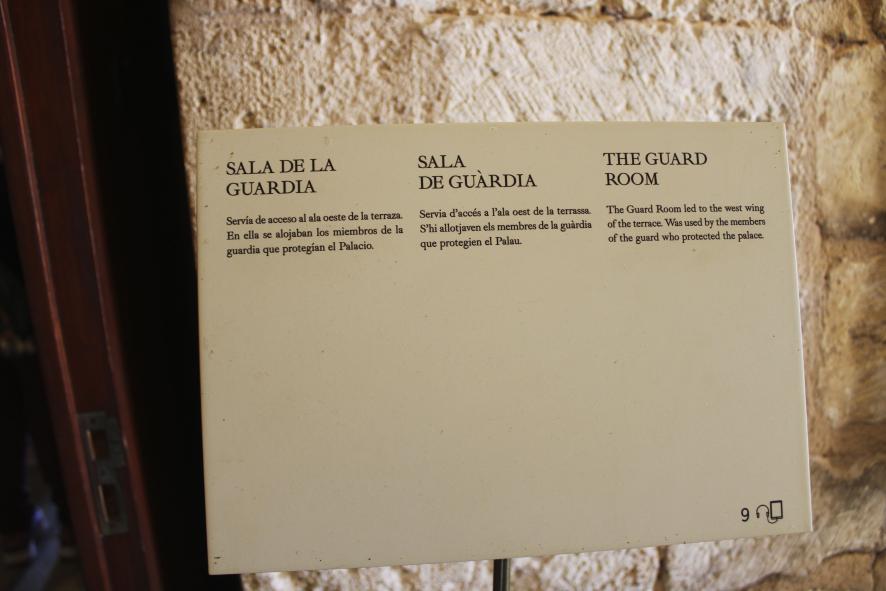 SALA DE LA
GUARDIA
Servía de acceso al ala oeste de la terraza.
En ella se alojaban los miembros de la
guardia que protegían el Palacio.
SALA
DE GUÀRDIA
Servia d'accés a l'ala oest de la terrassa.
S'hi allotjaven els membres de la guàrdia
que protegien el Palau.
THE GUARD
ROOM
The Guard Room led to the west wing
of the terrace. Was used by the members
of the guard who protected the palace.
9